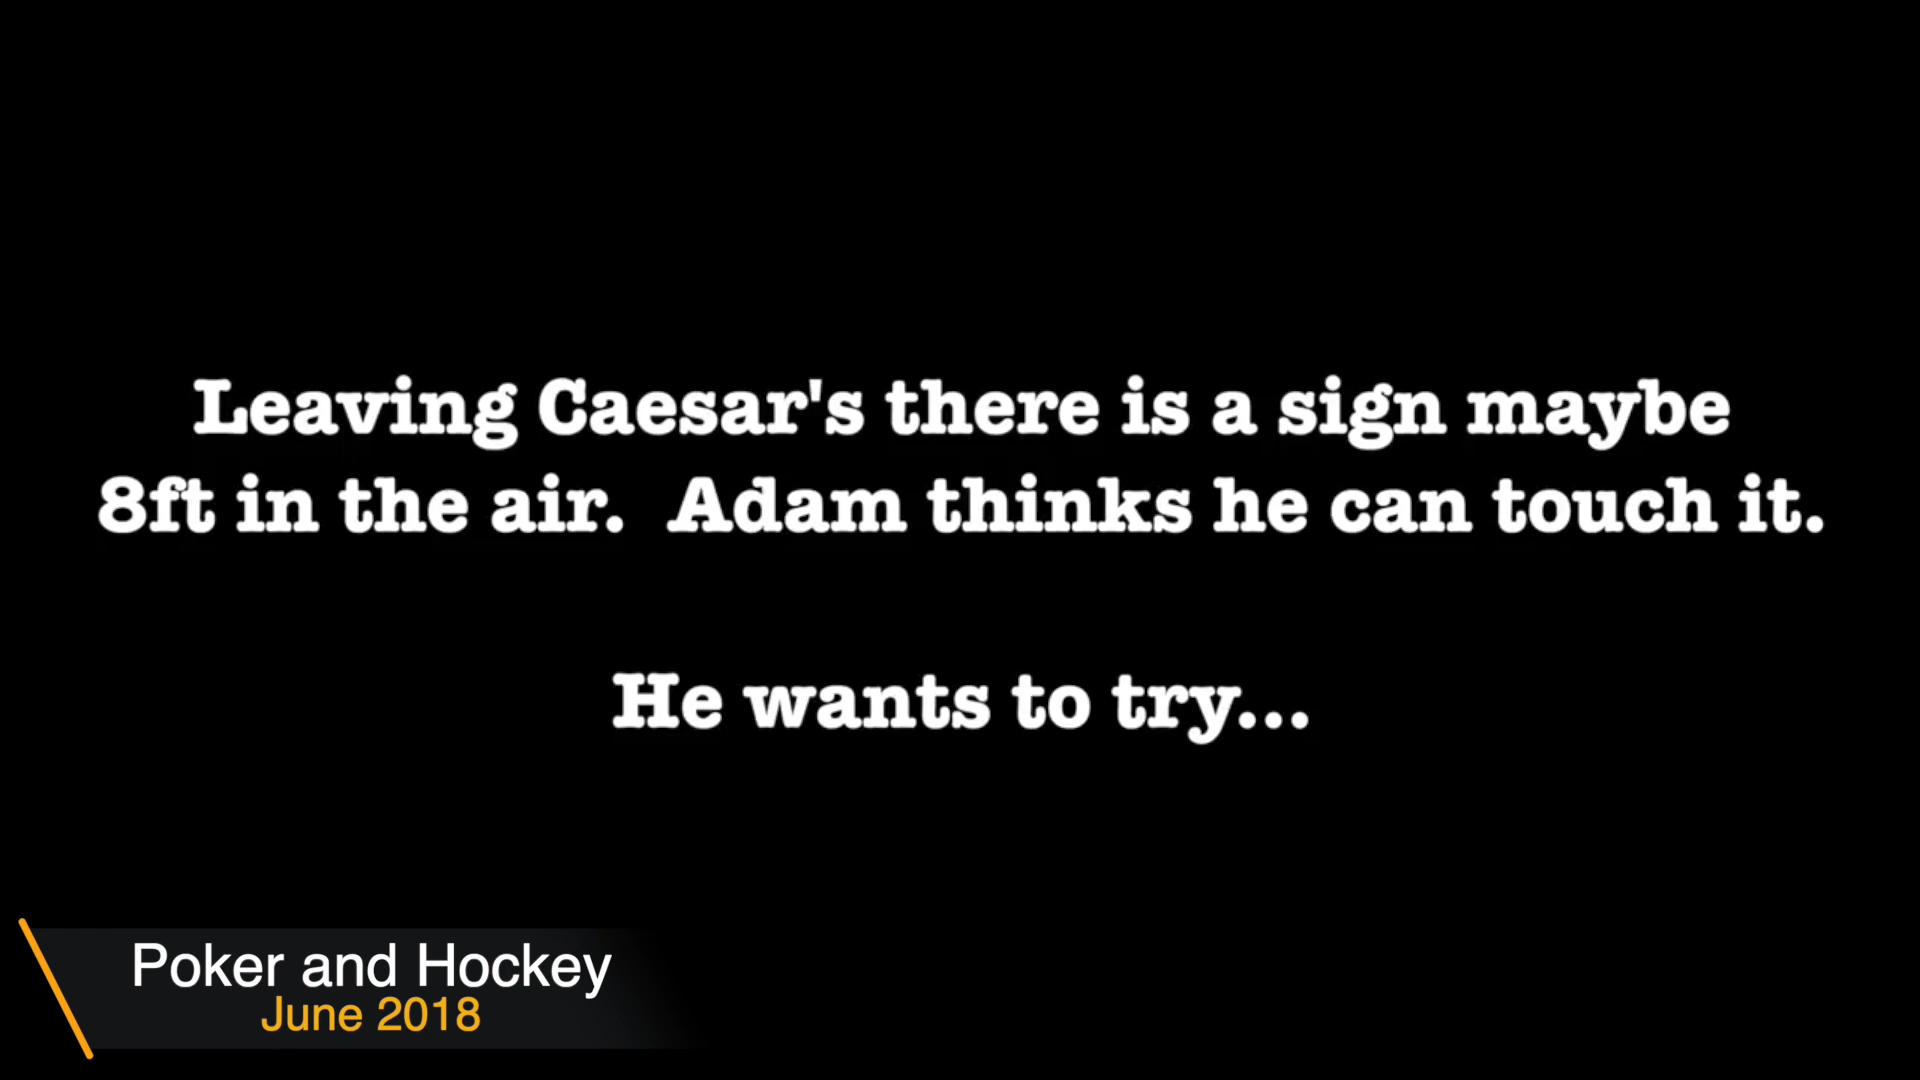 Leaving Caesar's there is a sign maybe
8ft in the air.  Adam thinks he can touch it.
He wants to try...
Poker and Hockey
June 2018